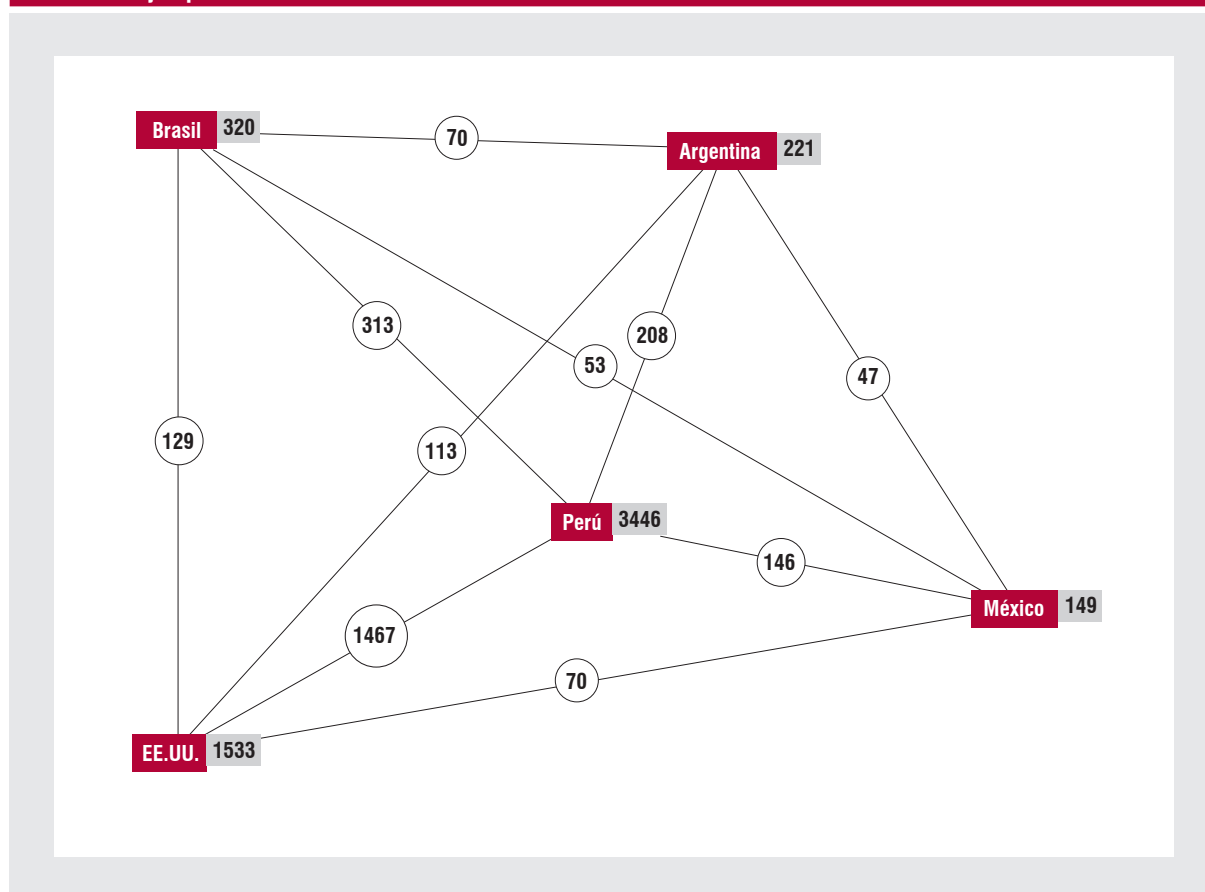 Brasil 320
70
Argentina 221
313
208
53
47
129
113
Perú 3446
146
México 149
1467
70
EE.UU. 1533